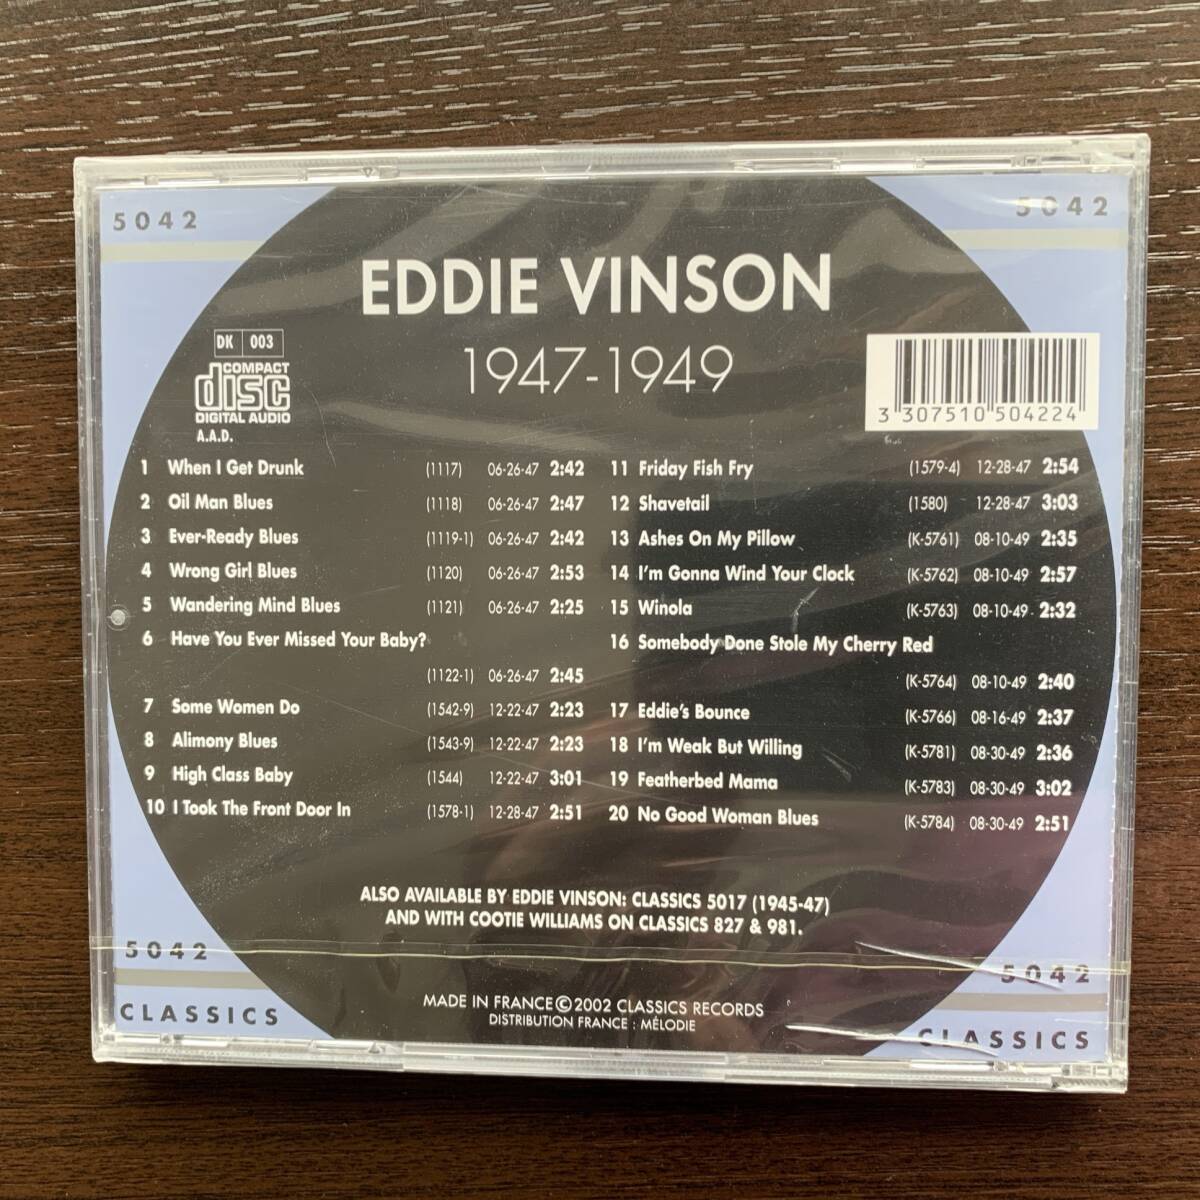 5042
5042
EDDIE VINSON
1947-1949
DK 003
COMPACT
disc
DIGITAL AUDIO
A.A.D.
3 307510 504224
1 When I Get Drunk (1117) 06-26-47 2:42
2 Oil Man Blues (1118) 06-26-47 2:47
3 Ever-Ready Blues (1119-1) 06-26-47 2:42
4 Wrong Girl Blues (1120) 06-26-47 2:53
5 Wandering Mind Blues (1121) 06-26-47 2:25
6 Have You Ever Missed Your Baby?
(1122-1) 06-26-47 2:45
7 Some Women Do (1542-9) 12-22-47 2:23
8 Alimony Blues (1543-9) 12-22-47 2:23
9 High Class Baby (1544) 12-22-47 3:01
10 I Took The Front Door In (1578-1) 12-28-47 2:51
11 Friday Fish Fry (1579-4) 12-28-47 2:54
12 Shavetail (1580) 12-28-47 3:03
13 Ashes On My Pillow (K-5761) 08-10-49 2:35
14 I'm Gonna Wind Your Clock (K-5762) 08-10-49 2:57
15 Winola (K-5763) 08-10-49 2:32
16 Somebody Done Stole My Cherry Red
(K-5764) 08-10-49 2:40
17 Eddie's Bounce (K-5766) 08-16-49 2:37
18 I'm Weak But Willing (K-5781) 08-30-49 2:36
19 Featherbed Mama (K-5783) 08-30-49 3:02
20 No Good Woman Blues (K-5784) 08-30-49 2:51
ALSO AVAILABLE BY EDDIE VINSON: CLASSICS 5017 (1945-47)
AND WITH COOTIE WILLIAMS ON CLASSICS 827 & 981.
5042
5042
MADE IN FRANCE©2002 CLASSICS RECORDS
DISTRIBUTION FRANCE : MÉLODIE
CLASSICS
CLASSICS